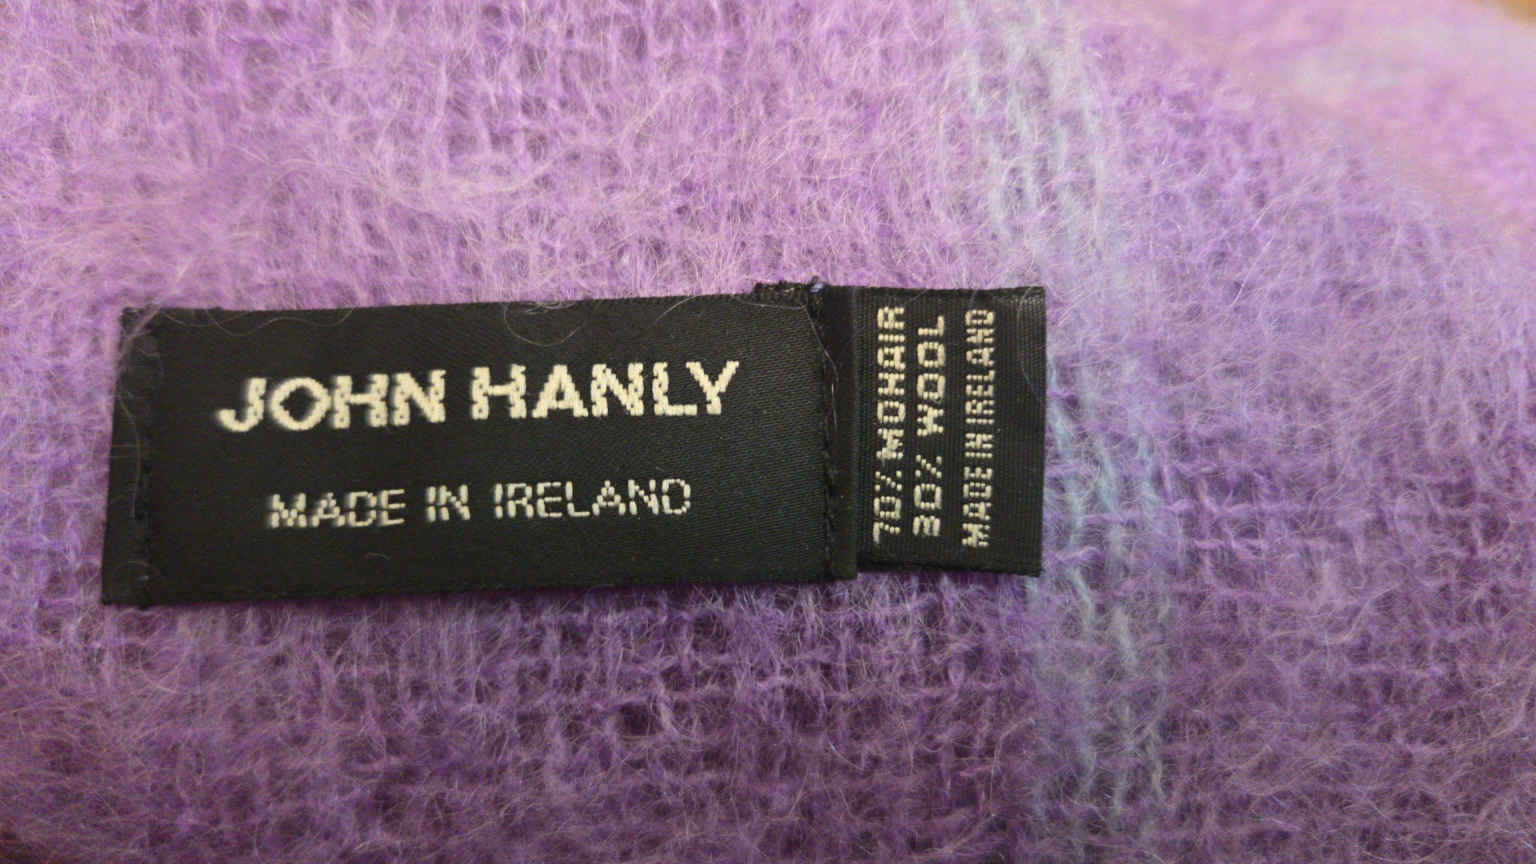 JOHN HANLY
MADE IN IRELAND
70% MOHAIR
30% WOOL
MADE IN IRELAND